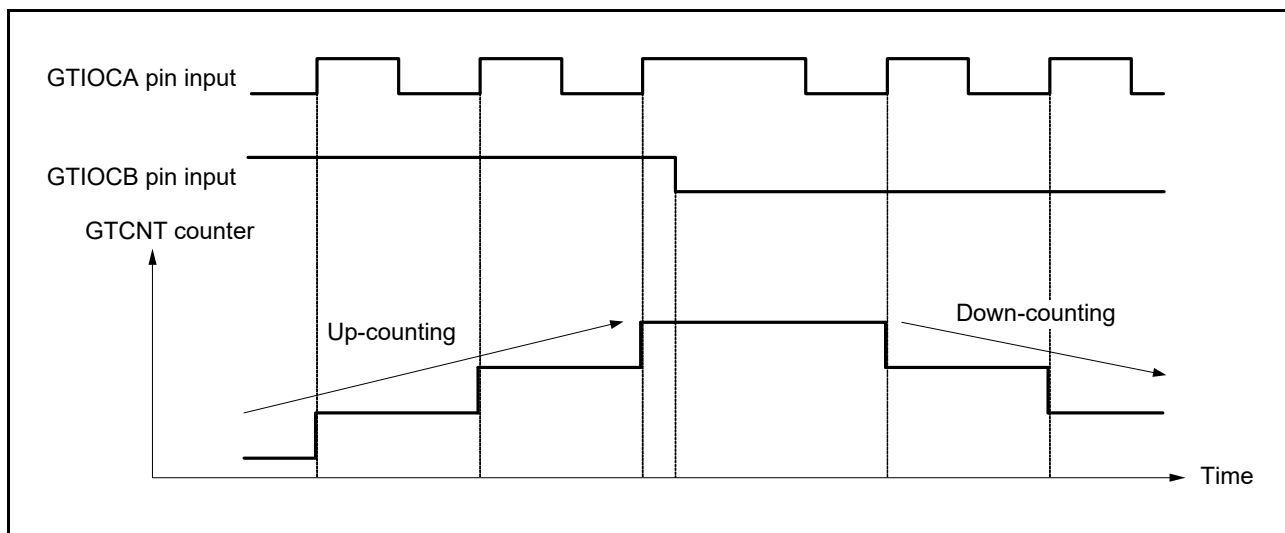 GTIOCA pin input
GTIOCB pin input
GTCNT counter
Up-counting
Down-counting
Time